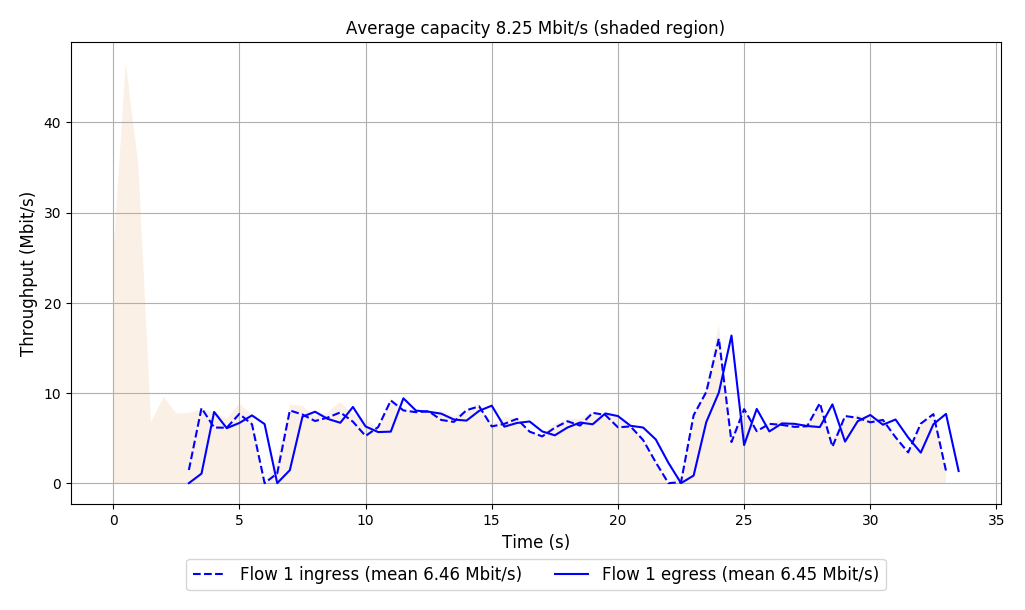 Average capacity 8.25 Mbit/s (shaded region)
Throughput (Mbit/s)
40
30
20
10
0
0 5 10 15 20 25 30 35
Time (s)
Flow 1 ingress (mean 6.46 Mbit/s) Flow 1 egress (mean 6.45 Mbit/s)